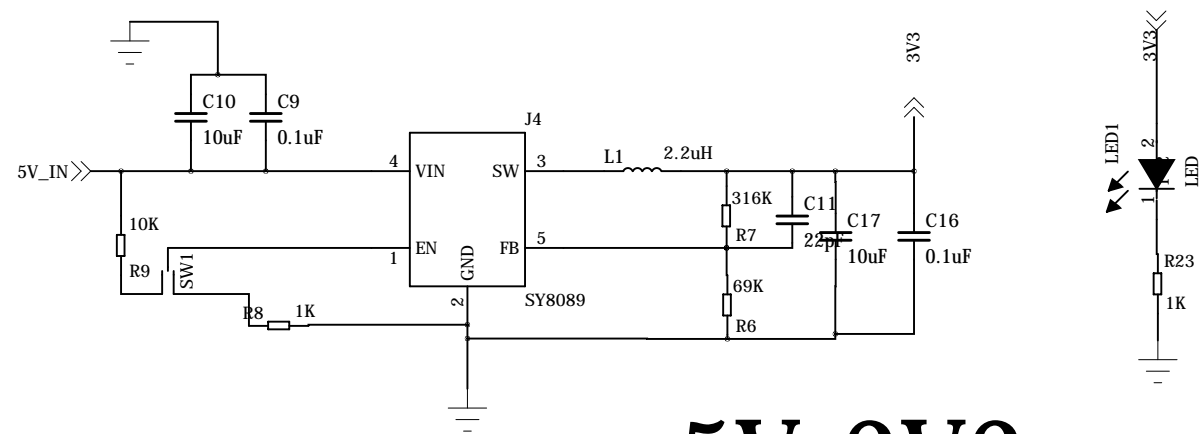 3V3
3V3
C10
C9
10uF
0.1uF
J4
LED1
2
5V_IN
4
VIN
SW
3
L1
2.2uH
LED
1
10K
316K
C11
R7
22pF
C17
10uF
C16
0.1uF
R9
SW1
EN
1
FB
5
GND
2
SY8089
69K
R6
R8
1K
R23
1K